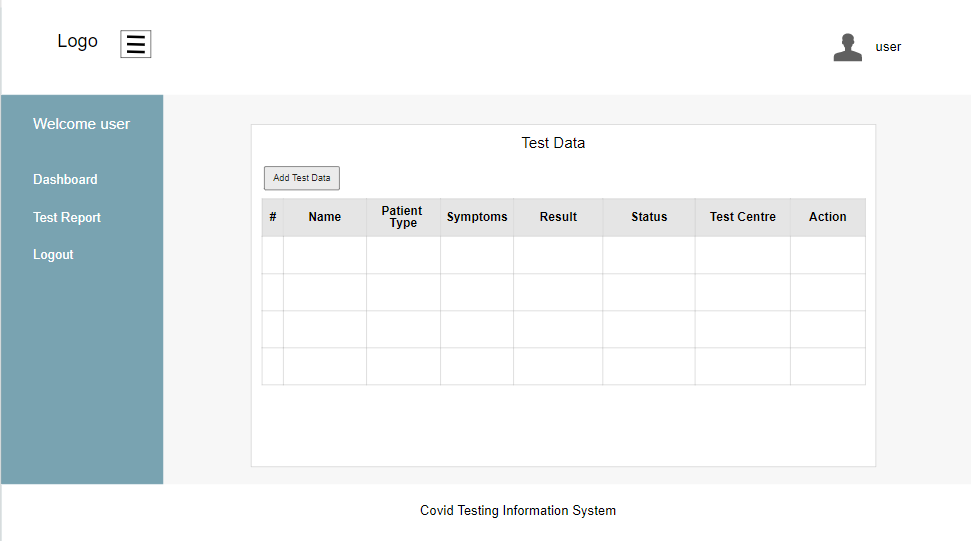 Logo
user
Welcome user
Dashboard
Test Report
Logout
Test Data
Add Test Data
# Name Patient Type Symptoms Result Status Test Centre Action
Covid Testing Information System